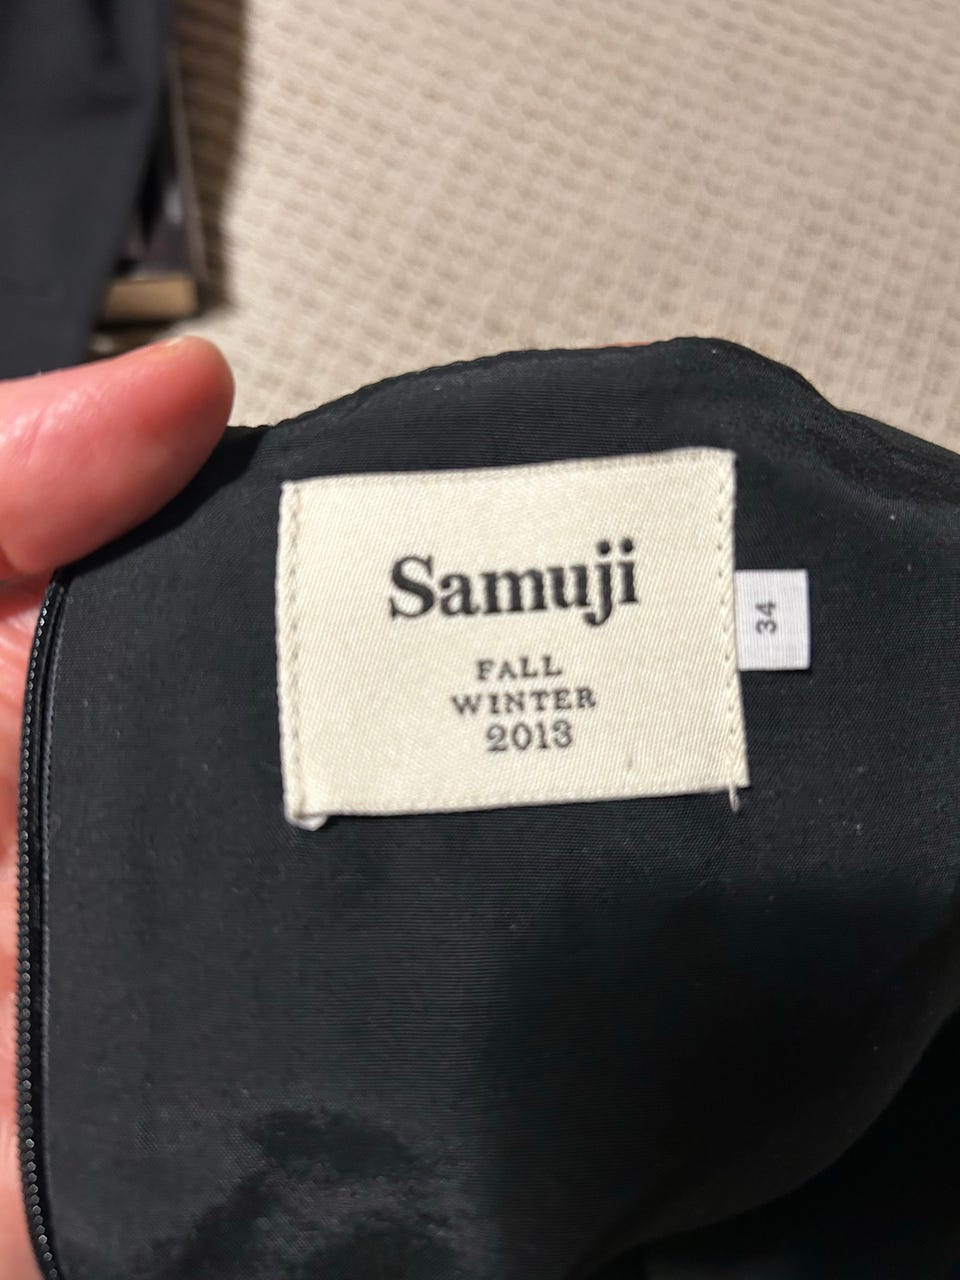 Samuji
FALL
WINTER
2013
34